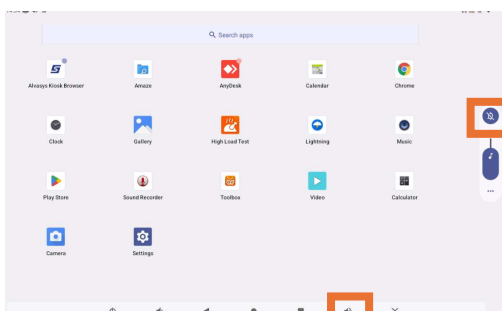 Search apps
Alvasys Kiosk Browser Amaze AnyDesk Calendar Chrome
Clock Gallery High Load Test Lightning Music
Play Store Sound Recorder Toolbox Video Calculator
Camera Settings